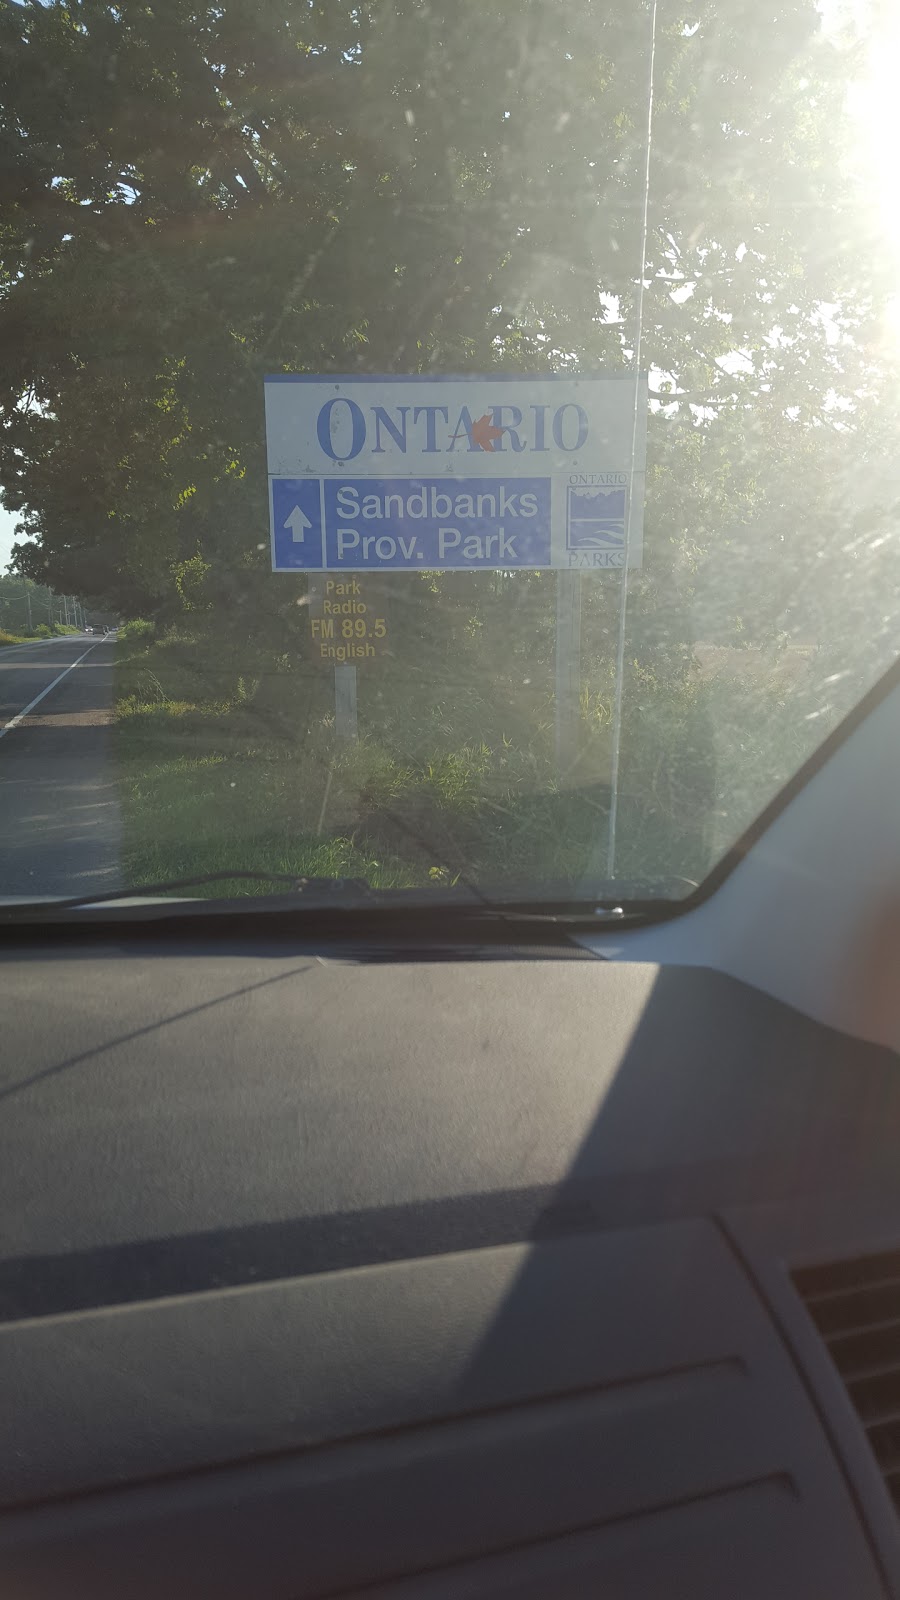 ONTARIO
Sandbanks
Prov. Park
ONTARIO
PARKS
Park
Radio
FM 89.5
English